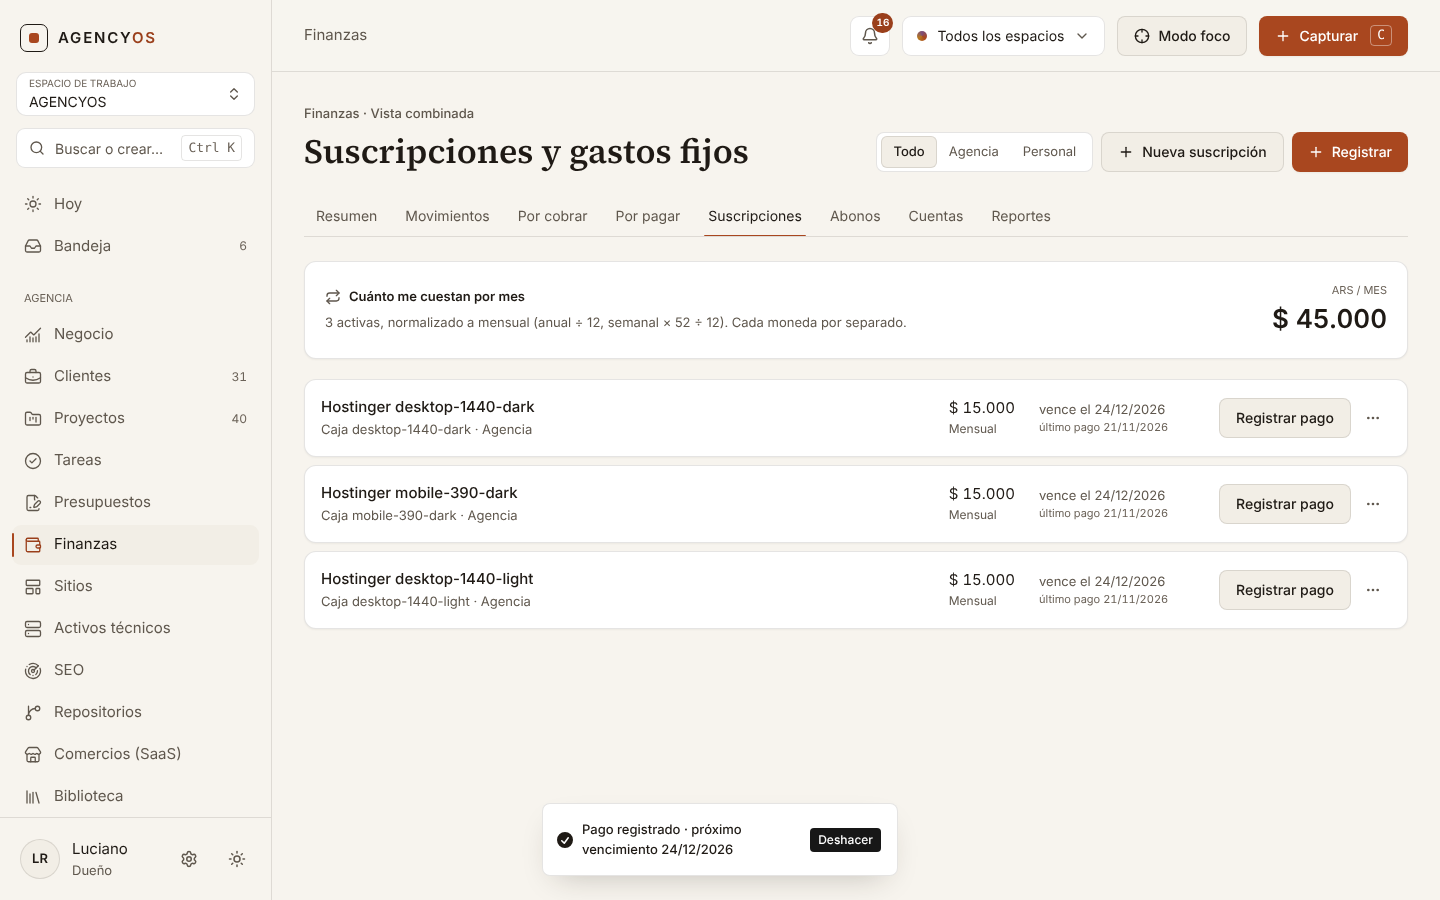 AGENCYOS
ESPACIO DE TRABAJO
AGENCYOS
Buscar o crear... Ctrl K
Hoy
Bandeja 6
AGENCIA
Negocio
Clientes 31
Proyectos 40
Tareas
Presupuestos
Finanzas
Sitios
Activos técnicos
SEO
Repositorios
Comercios (SaaS)
Biblioteca
LR
Luciano
Dueño
Finanzas
16
Todos los espacios
Modo foco
Capturar C
Finanzas · Vista combinada
Suscripciones y gastos fijos
Todo Agencia Personal
Nueva suscripción
Registrar
Resumen Movimientos Por cobrar Por pagar Suscripciones Abonos Cuentas Reportes
Cuánto me cuestan por mes
3 activas, normalizado a mensual (anual ÷ 12, semanal × 52 ÷ 12). Cada moneda por separado.
ARS / MES
$ 45.000
Hostinger desktop-1440-dark
Caja desktop-1440-dark · Agencia
$ 15.000
Mensual
vence el 24/12/2026
último pago 21/11/2026
Registrar pago
Hostinger mobile-390-dark
Caja mobile-390-dark · Agencia
$ 15.000
Mensual
vence el 24/12/2026
último pago 21/11/2026
Registrar pago
Hostinger desktop-1440-light
Caja desktop-1440-light · Agencia
$ 15.000
Mensual
vence el 24/12/2026
último pago 21/11/2026
Registrar pago
Pago registrado · próximo
vencimiento 24/12/2026
Deshacer